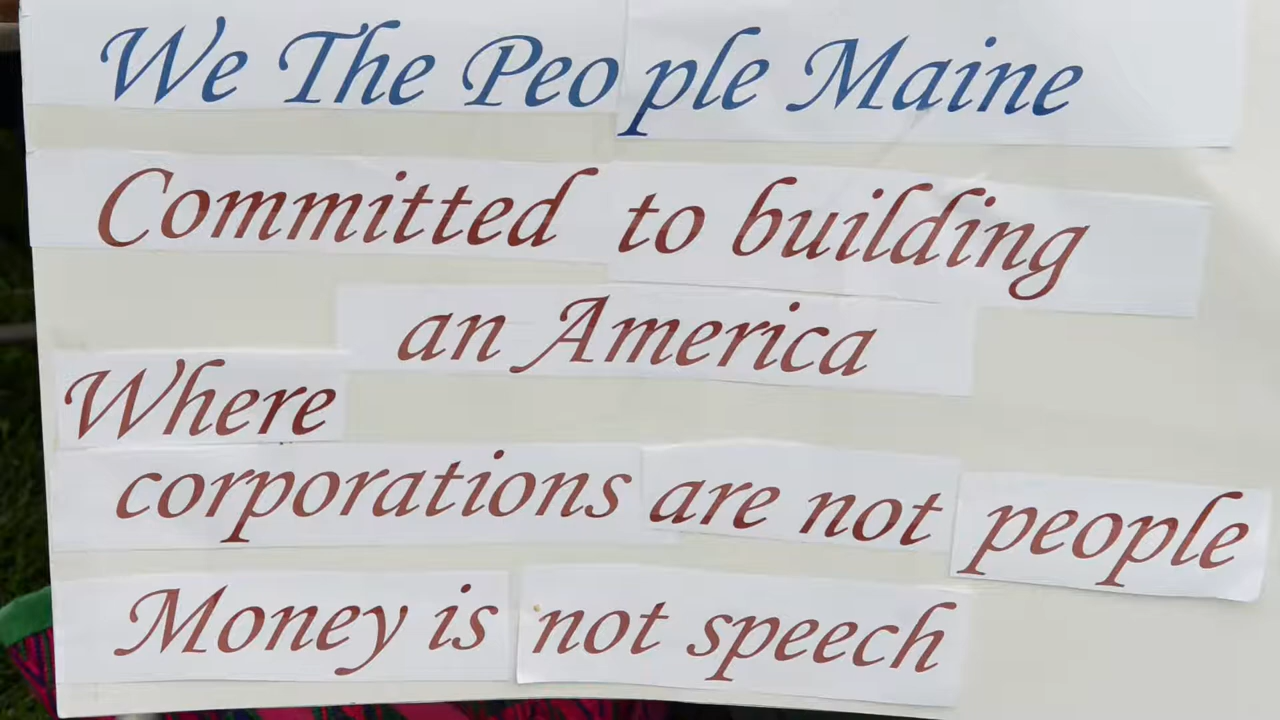 We The People Maine
Committed to building
an America
Where
corporations are not people
Money is not speech